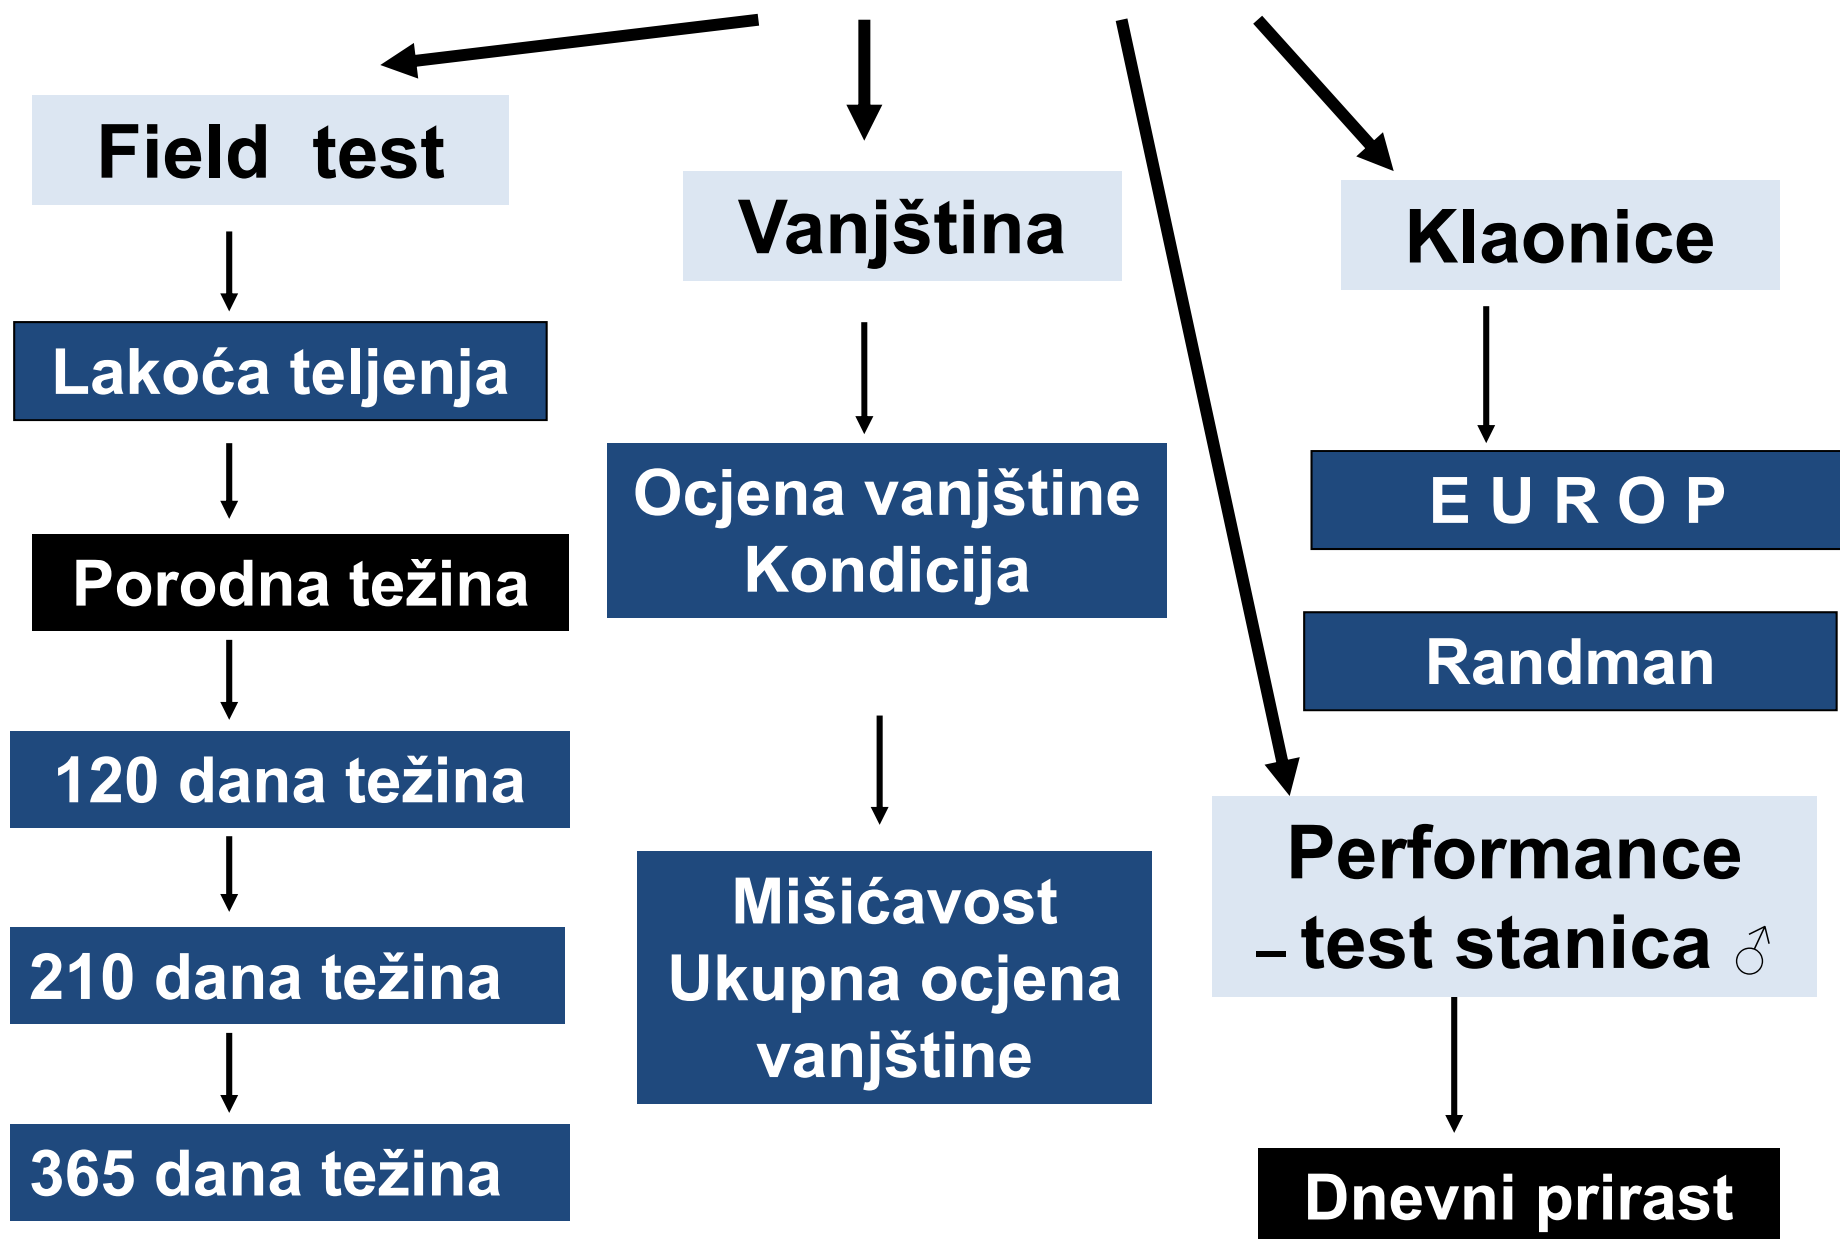 Field test
Lakoća teljenja
Porodna težina
120 dana težina
210 dana težina
365 dana težina
Vanjština
Ocjena vanjštine
Kondicija
Mišićavost
Ukupna ocjena
vanjštine
Klaonice
E U R O P
Randman
Performance
– test stanica ♂
Dnevni prirast